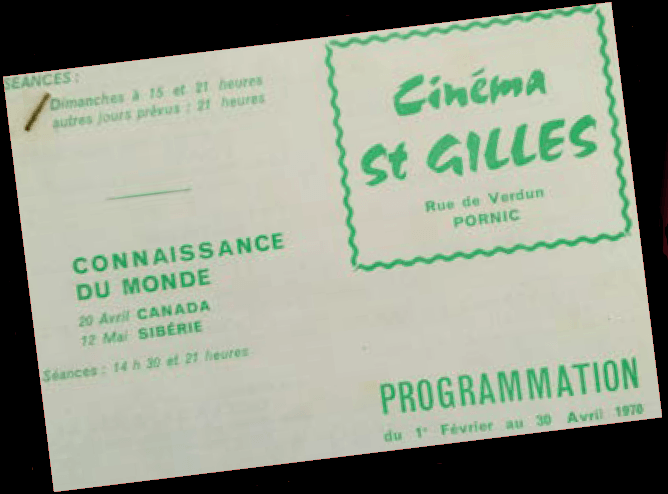 SÉANCES :
Dimanches à 15 et 21 heures
autres jours prévus : 21 heures
CONNAISSANCE
DU MONDE
20 Avril CANADA
12 Mai SIBÉRIE
Séances : 14 h 30 et 21 heures
Cinéma
St GILLES
Rue de Verdun
PORNIC
PROGRAMMATION
du 1er Février au 30 Avril 1970